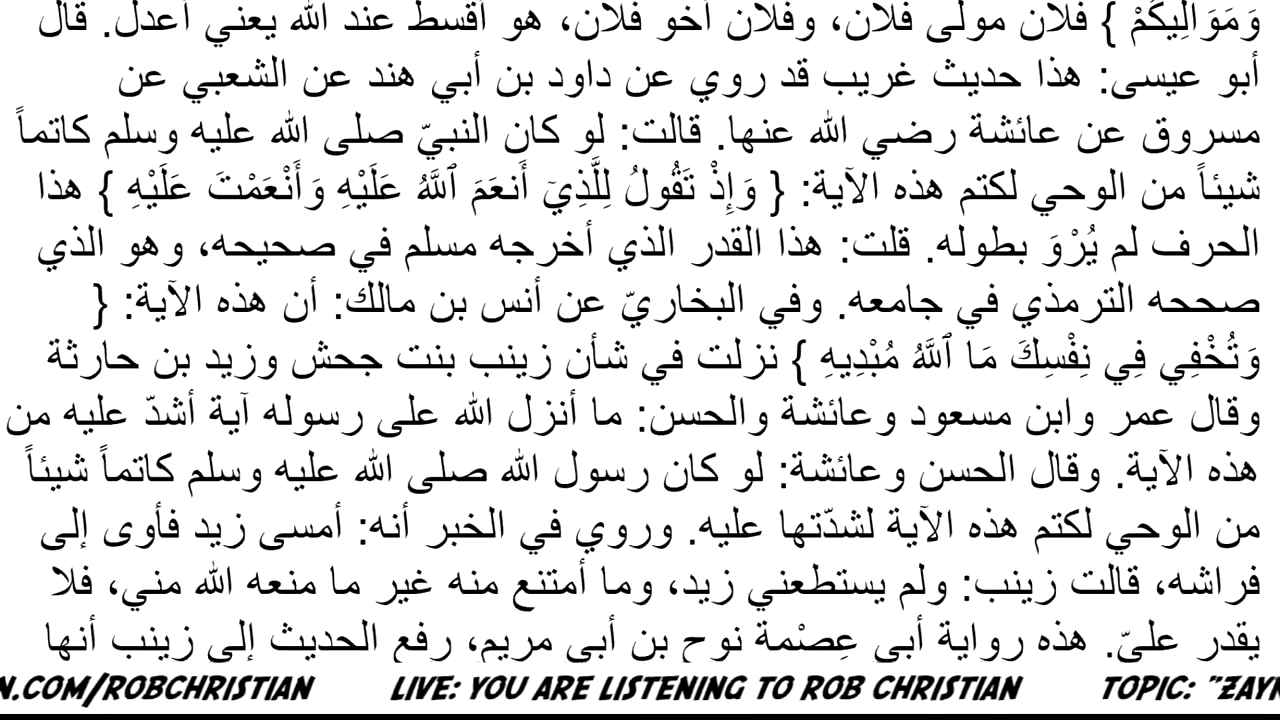 وَمَوَالِيكُمْ } فلان مولى فلان، وفلان أخو فلان، هو أقسط عند الله يعني أعدل. قال
أبو عيسى: هذا حديث غريب قد روي عن داود بن أبي هند عن الشعبي عن
مسروق عن عائشة رضي الله عنها. قالت: لو كان النبيّ صلى الله عليه وسلم كاتماً
شيئاً من الوحي لكتم هذه الآية: { وَإِذْ تَقُولُ لِلَّذِيۤ أَنعَمَ ٱللَّهُ عَلَيْهِ وَأَنْعَمْتَ عَلَيْهِ } هذا
الحرف لم يُرْوَ بطوله. قلت: هذا القدر الذي أخرجه مسلم في صحيحه، وهو الذي
صححه الترمذي في جامعه. وفي البخاريّ عن أنس بن مالك: أن هذه الآية: {
وَتُخْفِي فِي نِفْسِكَ مَا ٱللَّهُ مُبْدِيهِ } نزلت في شأن زينب بنت جحش وزيد بن حارثة
وقال عمر وابن مسعود وعائشة والحسن: ما أنزل الله على رسوله آية أشدّ عليه من
هذه الآية. وقال الحسن وعائشة: لو كان رسول الله صلى الله عليه وسلم كاتماً شيئاً
من الوحي لكتم هذه الآية لشدّتها عليه. وروي في الخبر أنه: أمسى زيد فأوى إلى
فراشه، قالت زينب: ولم يستطعني زيد، وما أمتنع منه غير ما منعه الله مني، فلا
يقدر عليّ. هذه رواية أبي عِصْمة نوح بن أبي مريم، رفع الحديث إلى زينب أنها
N.COM/ROBCHRISTIAN LIVE: YOU ARE LISTENING TO ROB CHRISTIAN TOPIC: "ZAYN